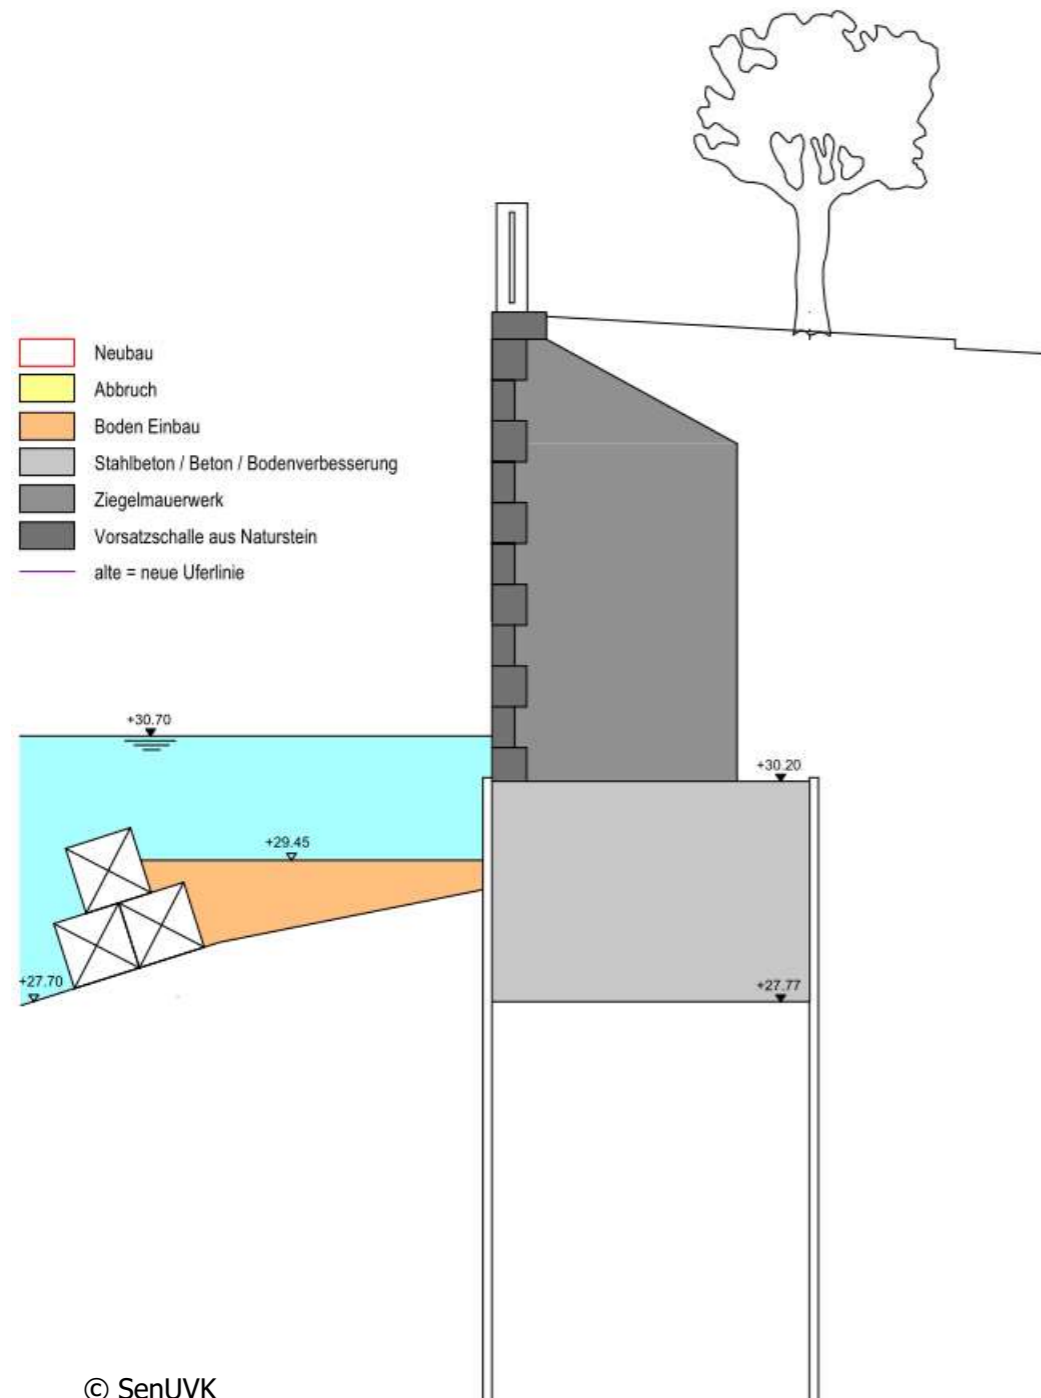 Neubau
Abbruch
Boden Einbau
Stahlbeton / Beton / Bodenverbesserung
Ziegelmauerwerk
Vorsatzschalle aus Naturstein
alte = neue Uferlinie
+30.70
+30.20
+29.45
+27.70
+27.77
© SenUVK